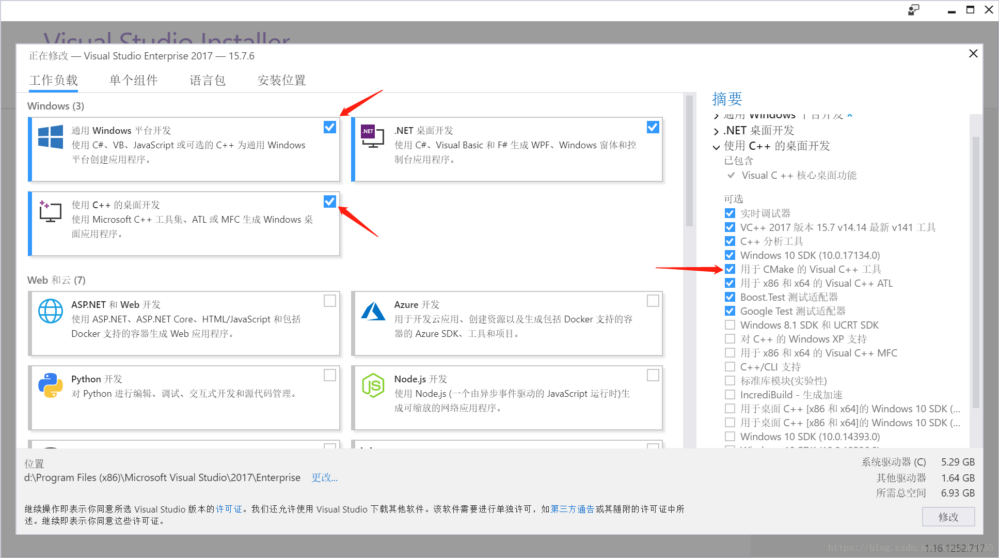 Visual Studio Installer
正在修改 — Visual Studio Enterprise 2017 — 15.7.6
工作负载
单个组件
语言包
安装位置
Windows (3)
通用 Windows 平台开发
使用 C#、VB、JavaScript 或可选的 C++ 为通用 Windows
平台创建应用程序。
.NET
.NET 桌面开发
使用 C#、Visual Basic 和 F# 生成 WPF、Windows 窗体和控
制台应用程序。
使用 C++ 的桌面开发
使用 Microsoft C++ 工具集、ATL 或 MFC 生成 Windows 桌
面应用程序。
Web 和云 (7)
ASP.NET 和 Web 开发
使用 ASP.NET、ASP.NET Core、HTML/JavaScript 和包括
Docker 支持的容器生成 Web 应用程序。
Azure 开发
用于开发云应用、创建资源以及生成包括 Docker 支持的容
器的 Azure SDK、工具和项目。
Python 开发
对 Python 进行编辑、调试、交互式开发和源代码管理。
JS
Node.js 开发
使用 Node.js (一个由异步事件驱动的 JavaScript 运行时)生
成可缩放的网络应用程序。
摘要
通用 Windows 平台开发
.NET 桌面开发
使用 C++ 的桌面开发
已包含
Visual C ++ 核心桌面功能
可选
实时调试器
VC++ 2017 版本 15.7 v14.14 最新 v141 工具
C++ 分析工具
Windows 10 SDK (10.0.17134.0)
用于 CMake 的 Visual C++ 工具
用于 x86 和 x64 的 Visual C++ ATL
Boost.Test 测试适配器
Google Test 测试适配器
Windows 8.1 SDK 和 UCRT SDK
对 C++ 的 Windows XP 支持
用于 x86 和 x64 的 Visual C++ MFC
C++/CLI 支持
标准库模块(实验性)
IncrediBuild - 生成加速
用于桌面 C++ [x86 和 x64]的 Windows 10 SDK (...
用于桌面 C++ [x86 和 x64]的 Windows 10 SDK (...
Windows 10 SDK (10.0.14393.0)
位置
d:\Program Files (x86)\Microsoft Visual Studio\2017\Enterprise 更改...
系统驱动器 (C) 5.29 GB
其他驱动器 1.64 GB
所需总空间 6.93 GB
继续操作即表示你同意所选 Visual Studio 版本的许可证。我们还允许使用 Visual Studio 下载其他软件。该软件需要进行单独许可，如第三方通告或其随附的许可证中所
述。继续即表示你同意这些许可证。
修改
1.16.1252.717